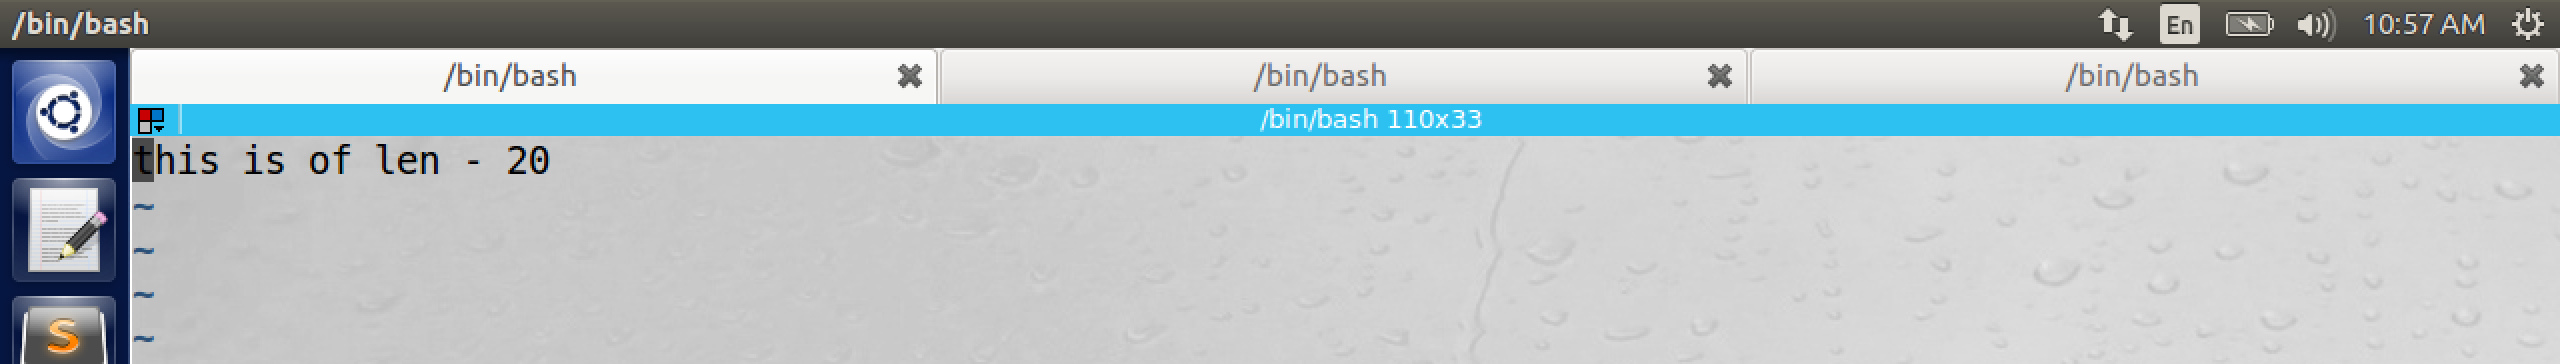 /bin/bash En 10:57 AM
/bin/bash /bin/bash /bin/bash
/bin/bash 110x33
this is of len - 20
~
~
~
~
S